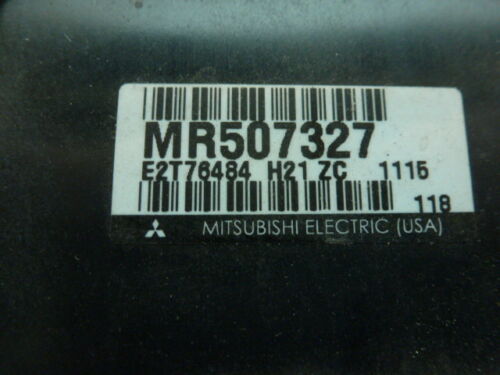 MR507327
E2T76484 H21 ZC 1115
118
MITSUBISHI ELECTRIC (USA)